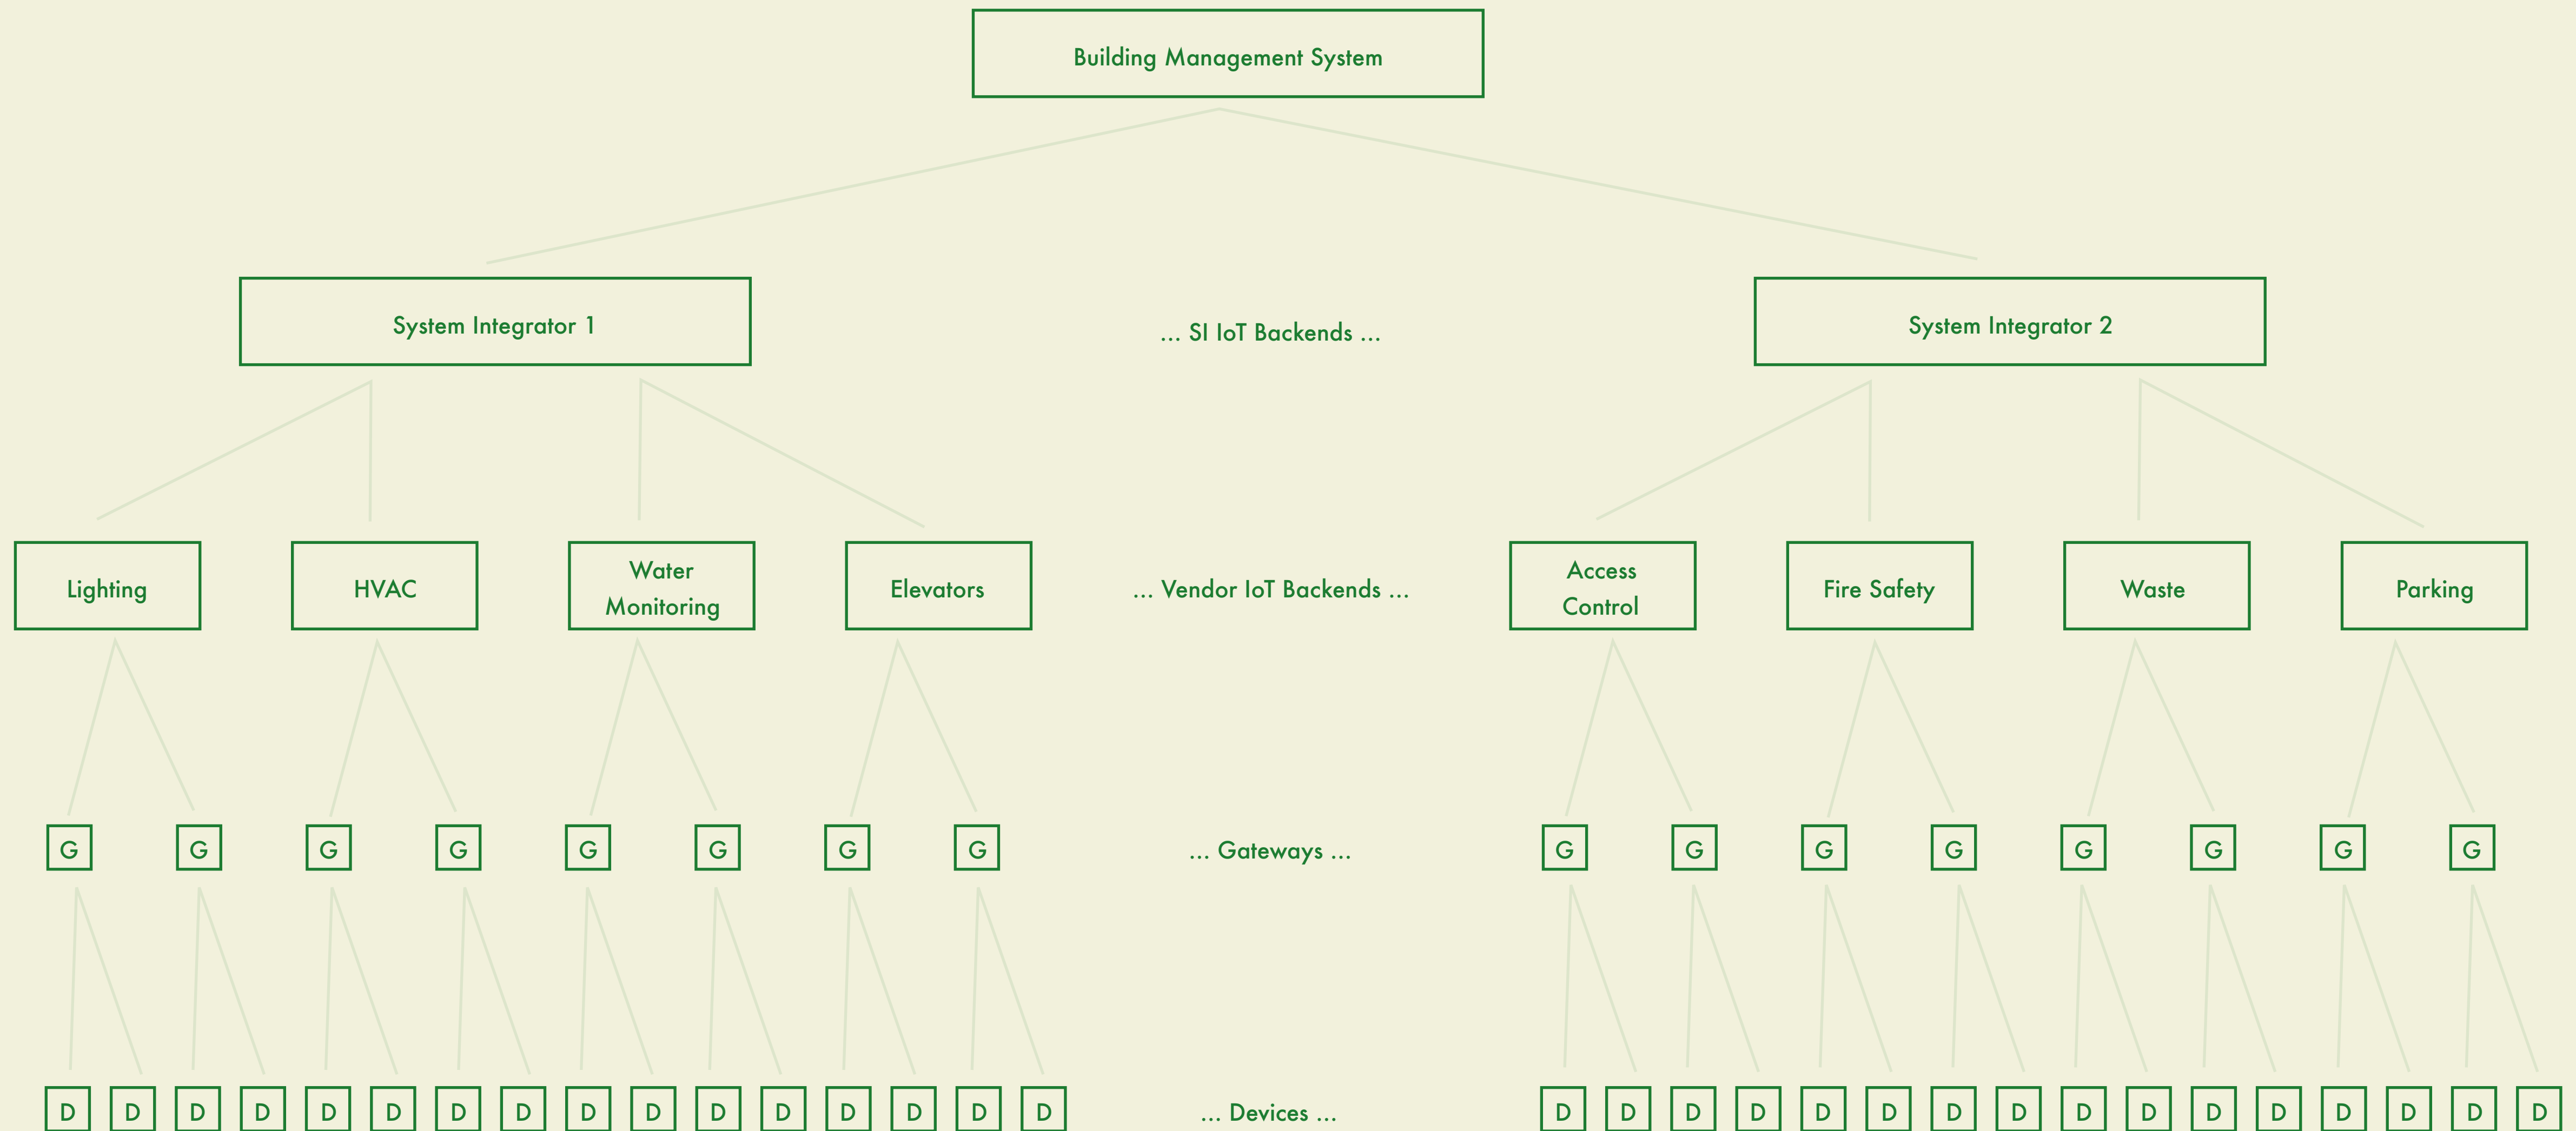 Building Management System
System Integrator 1
... SI IoT Backends ...
System Integrator 2
Lighting
HVAC
Water
Monitoring
Elevators
... Vendor IoT Backends ...
Access
Control
Fire Safety
Waste
Parking
G G G G G G G G ... Gateways ... G G G G G G G G
D D D D D D D D D D D D D D D D ... Devices ... D D D D D D D D D D D D D D D D